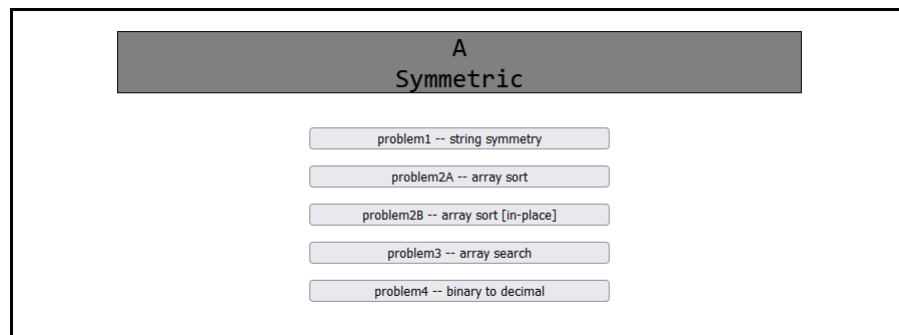 A
Symmetric
problem1 -- string symmetry
problem2A -- array sort
problem2B -- array sort [in-place]
problem3 -- array search
problem4 -- binary to decimal